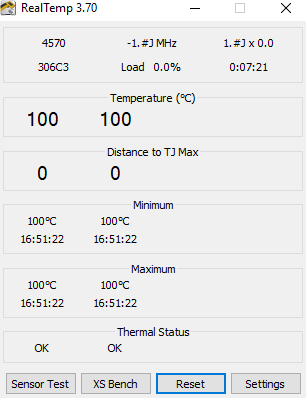 RealTemp 3.70
4570 -1.#J MHz 1.#J x 0.0
306C3 Load 0.0% 0:07:21
Temperature (°C)
100 100
Distance to TJ Max
0 0
Minimum
100°C 100°C
16:51:22 16:51:22
Maximum
100°C 100°C
16:51:22 16:51:22
Thermal Status
OK OK
Sensor Test XS Bench Reset Settings